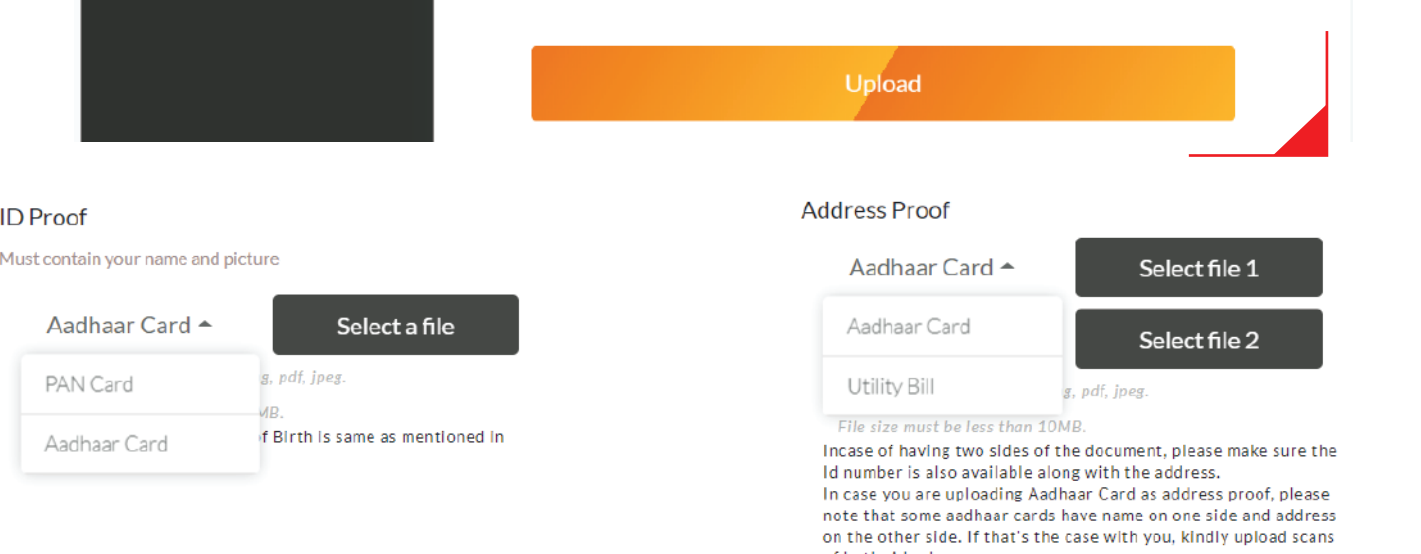 Upload
ID Proof
Must contain your name and picture
Aadhaar Card
Select a file
PAN Card
Aadhaar Card
g, pdf, jpeg.
MB.
of Birth is same as mentioned in
Address Proof
Aadhaar Card
Select file 1
Aadhaar Card
Select file 2
Utility Bill
g, pdf, jpeg.
File size must be less than 10MB.
Incase of having two sides of the document, please make sure the
Id number is also available along with the address.
In case you are uploading Aadhaar Card as address proof, please
note that some aadhaar cards have name on one side and address
on the other side. If that's the case with you, kindly upload scans